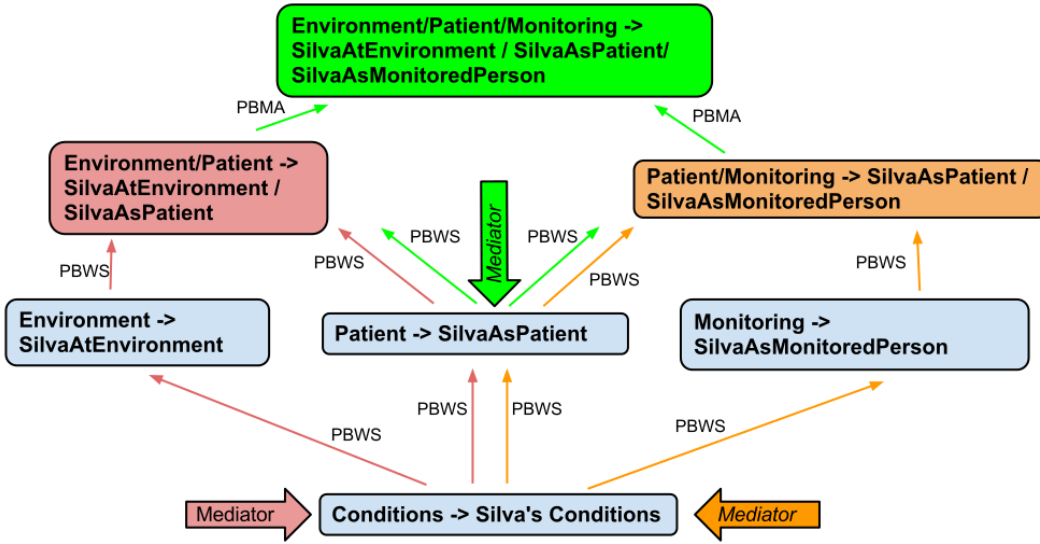 Environment/Patient/Monitoring ->
SilvaAtEnvironment / SilvaAsPatient/
SilvaAsMonitoredPerson
PBMA
PBMA
Environment/Patient ->
SilvaAtEnvironment /
SilvaAsPatient
Patient/Monitoring -> SilvaAsPatient /
SilvaAsMonitoredPerson
Mediator
PBWS
PBWS
PBWS
PBWS
PBWS
PBWS
Environment ->
SilvaAtEnvironment
Patient -> SilvaAsPatient
Monitoring ->
SilvaAsMonitoredPerson
PBWS
PBWS
PBWS
PBWS
Mediator
Conditions -> Silva's Conditions
Mediator